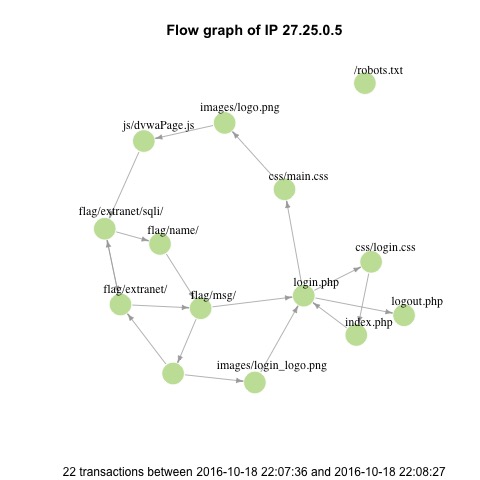 Flow graph of IP 27.25.0.5
/robots.txt
images/logo.png
js/dvwaPage.js
css/main.css
flag/extranet/sqli/
flag/name/
css/login.css
flag/extranet/
flag/msg/
login.php
logout.php
index.php
images/login_logo.png
22 transactions between 2016-10-18 22:07:36 and 2016-10-18 22:08:27